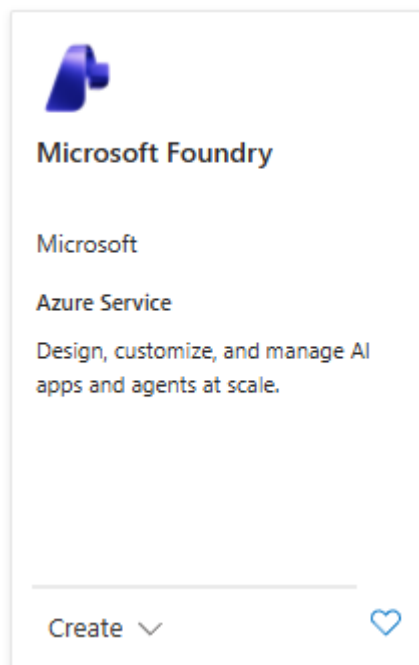 Microsoft Foundry
Microsoft
Azure Service
Design, customize, and manage AI
apps and agents at scale.
Create